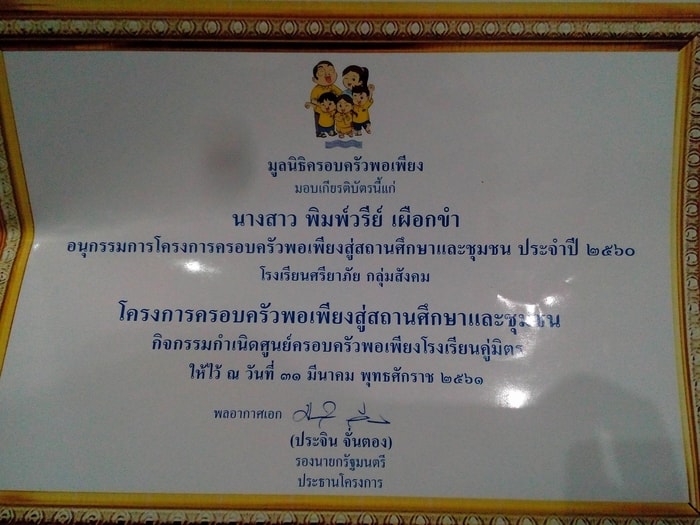 มูลนิธิครอบครัวพอเพียง
มอบเกียรติบัตรนี้แก่
นางสาว พิมพ์วรีย์ เผือกขำ
อนุกรรมการโครงการครอบครัวพอเพียงสู่สถานศึกษาและชุมชน ประจำปี ๒๕๖๐
โรงเรียนศรียาภัย กลุ่มสังคม
โครงการครอบครัวพอเพียงสู่สถานศึกษาและชุมชน
กิจกรรมกำเนิดศูนย์ครอบครัวพอเพียงโรงเรียนคู่มิตร
ให้ไว้ ณ วันที่ ๓๑ มีนาคม พุทธศักราช ๒๕๖๑
พลอากาศเอก
(ประจิน จั่นตอง)
รองนายกรัฐมนตรี
ประธานโครงการ